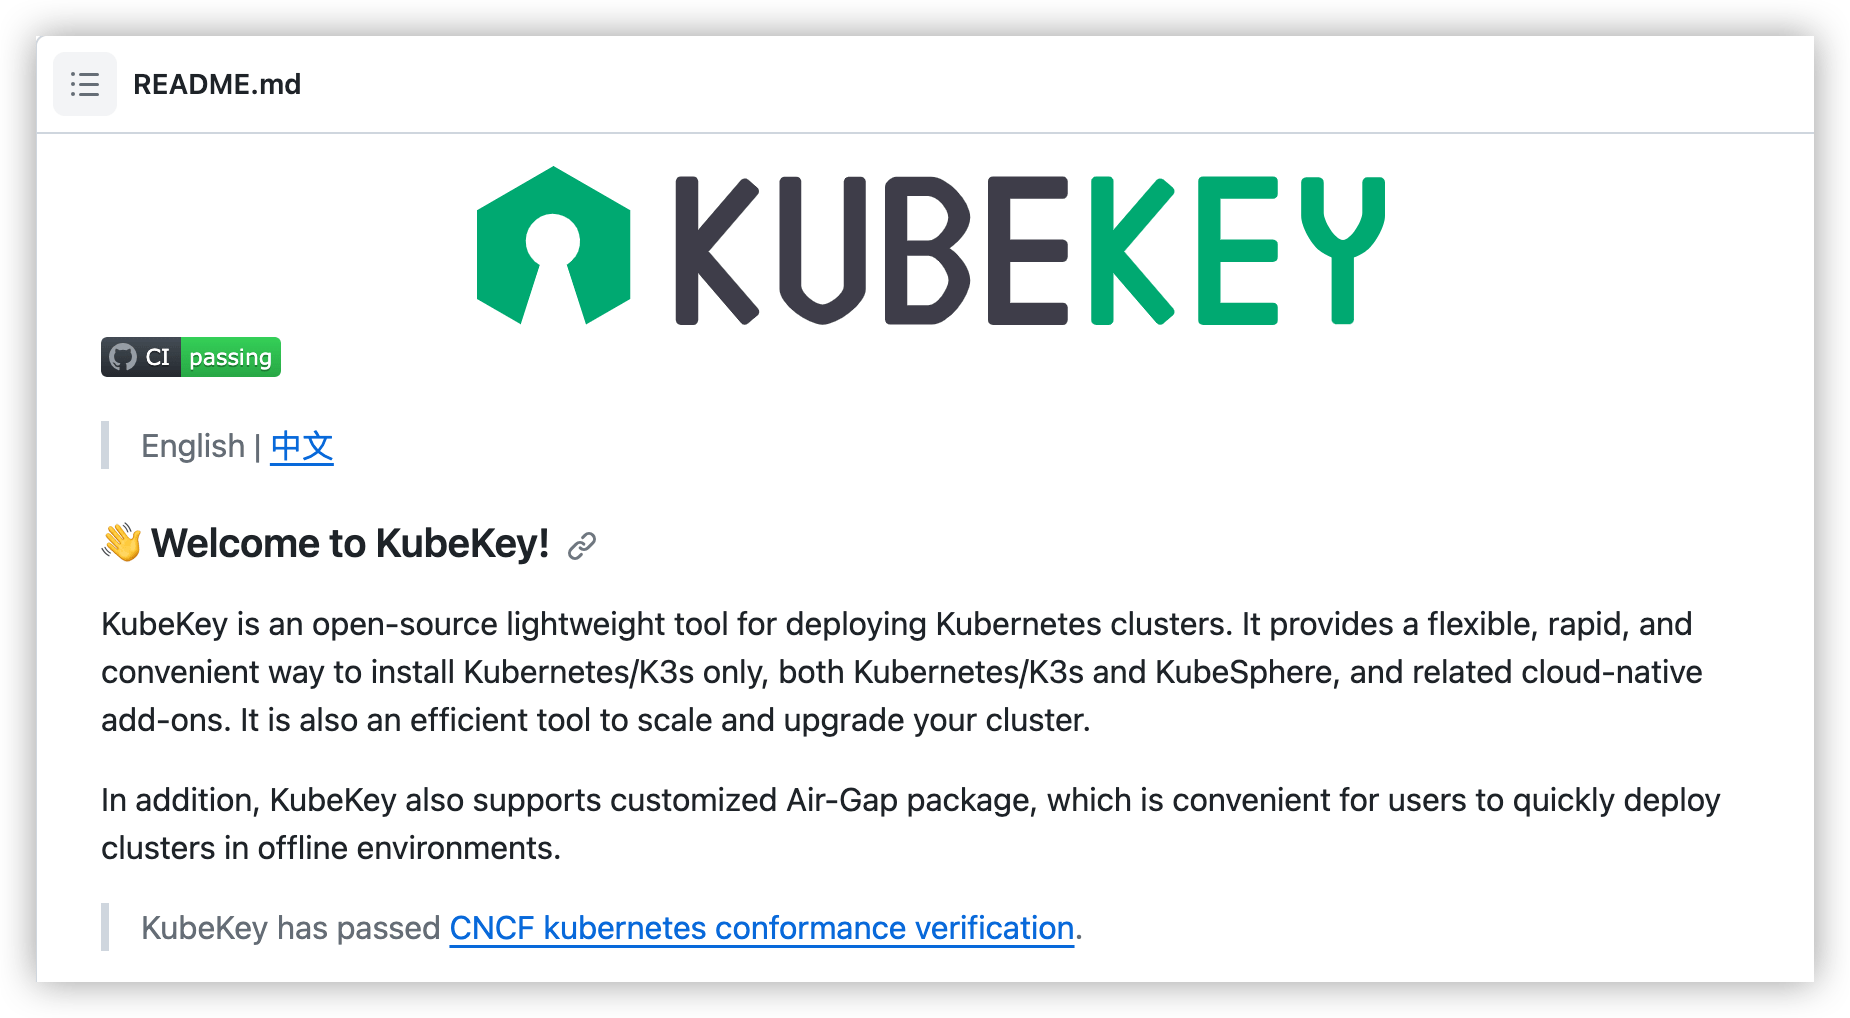 README.md
KUBEKEY
CI passing
English | 中文
👋 Welcome to KubeKey!
KubeKey is an open-source lightweight tool for deploying Kubernetes clusters. It provides a flexible, rapid, and
convenient way to install Kubernetes/K3s only, both Kubernetes/K3s and KubeSphere, and related cloud-native
add-ons. It is also an efficient tool to scale and upgrade your cluster.
In addition, KubeKey also supports customized Air-Gap package, which is convenient for users to quickly deploy
clusters in offline environments.
KubeKey has passed CNCF kubernetes conformance verification.